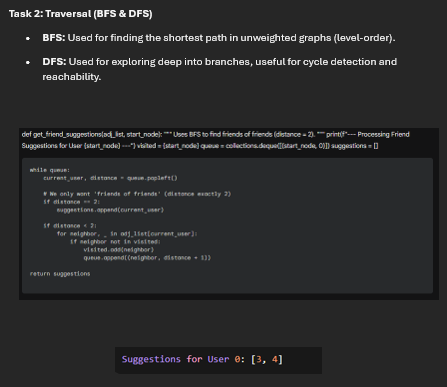 Task 2: Traversal (BFS & DFS)
• BFS: Used for finding the shortest path in unweighted graphs (level-order).
• DFS: Used for exploring deep into branches, useful for cycle detection and
reachability.
def get_friend_suggestions(adj_list, start_node): """ Uses BFS to find friends of friends (distance = 2). """ print(f"--- Processing Friend
Suggestions for User {start_node} ---") visited = {start_node} queue = collections.deque([(start_node, 0)]) suggestions = []
while queue:
current_user, distance = queue.popleft()
# We only want 'friends of friends' (distance exactly 2)
if distance == 2:
suggestions.append(current_user)
if distance < 2:
for neighbor, _ in adj_list[current_user]:
if neighbor not in visited:
visited.add(neighbor)
queue.append((neighbor, distance + 1))
return suggestions
Suggestions for User 0: [3, 4]